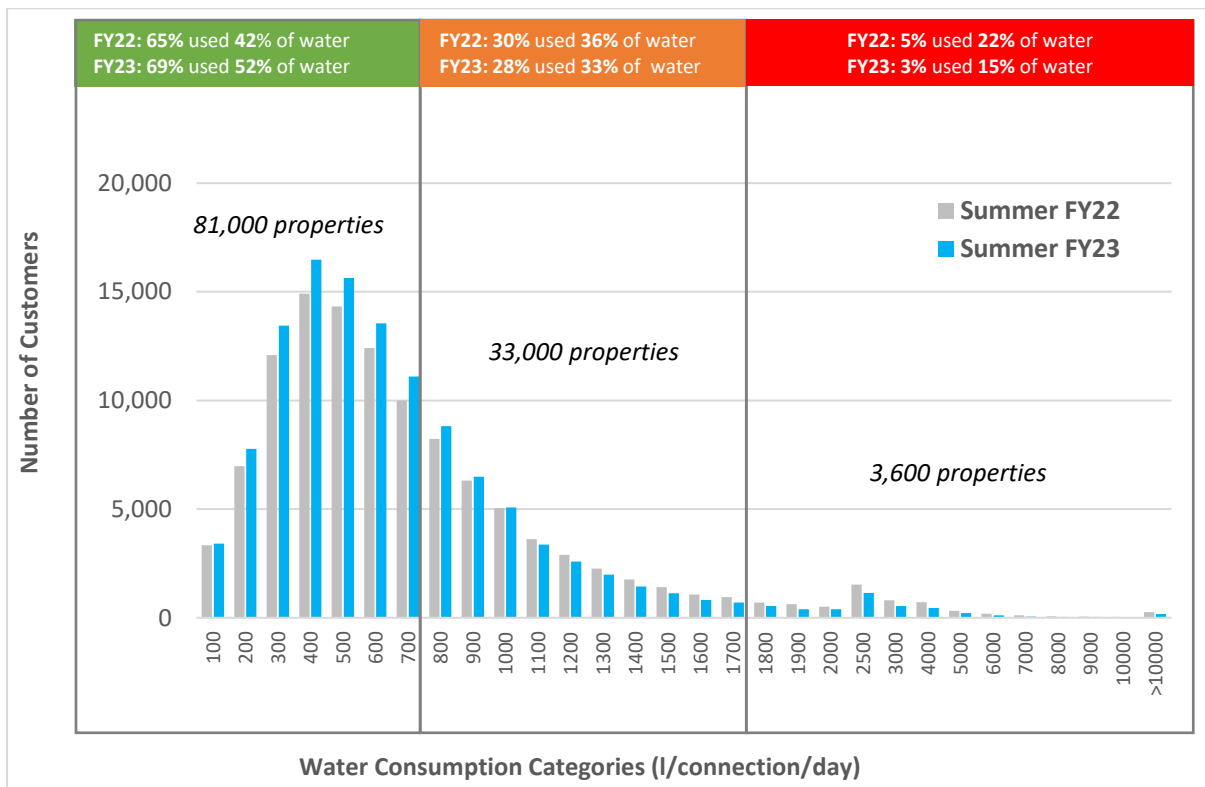 FY22: 65% used 42% of water
FY23: 69% used 52% of water
FY22: 30% used 36% of water
FY23: 28% used 33% of  water
FY22: 5% used 22% of water
FY23: 3% used 15% of water
Number of Customers
20,000
15,000
10,000
5,000
0
81,000 properties
33,000 properties
3,600 properties
Summer FY22
Summer FY23
100
200
300
400
500
600
700
800
900
1000
1100
1200
1300
1400
1500
1600
1700
1800
1900
2000
2500
3000
4000
5000
6000
7000
8000
9000
10000
>10000
Water Consumption Categories (l/connection/day)